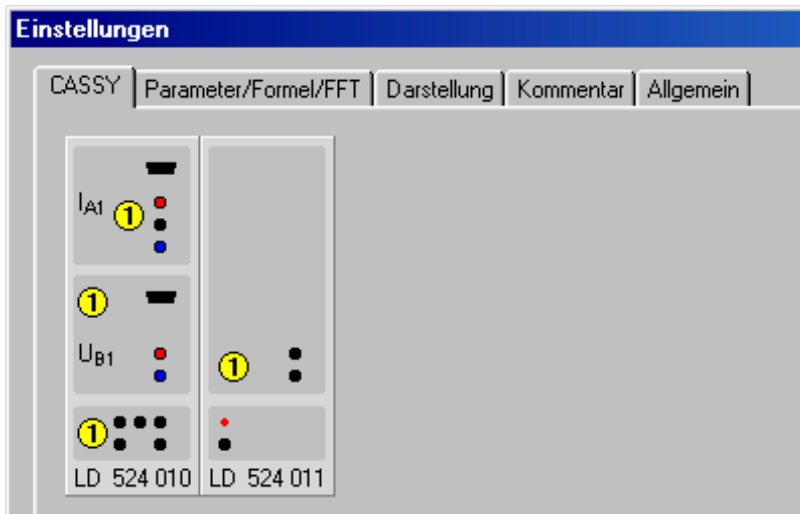 Einstellungen
CASSY Parameter/Formel/FFT Darstellung Kommentar Allgemein
IA1 1
1
UB1 1
1
LD 524 010 LD 524 011